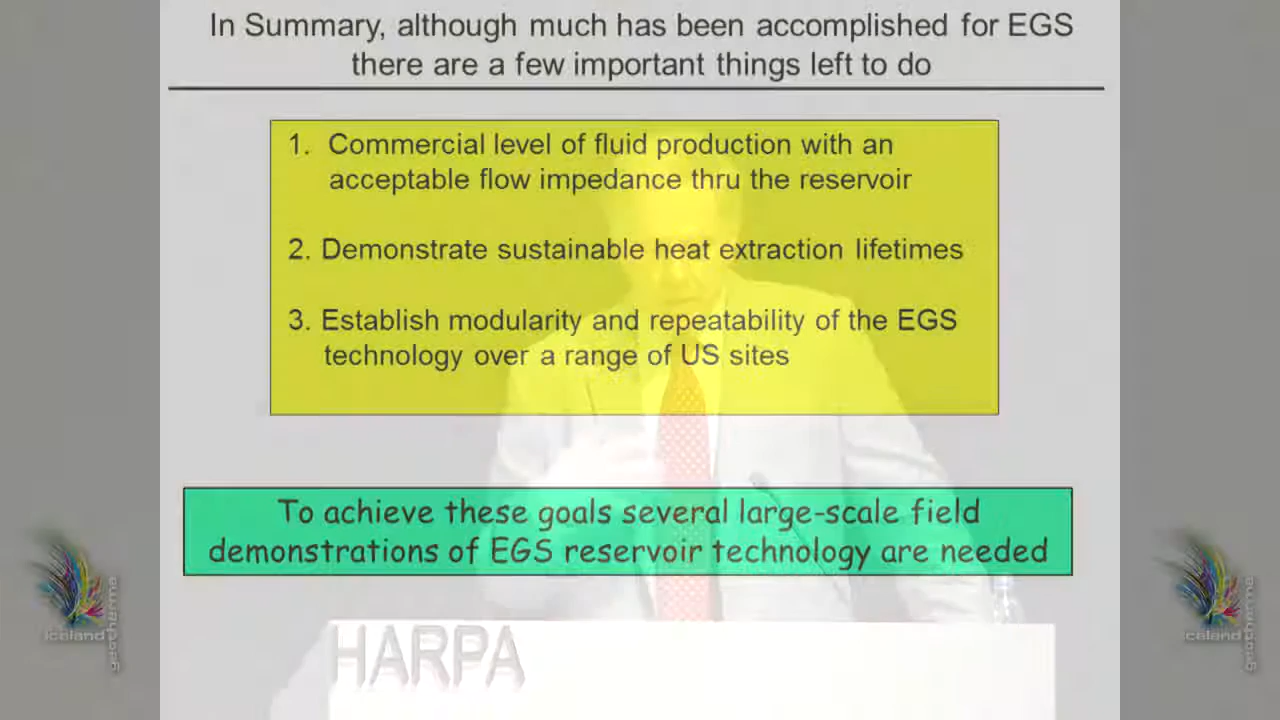 In Summary, although much has been accomplished for EGS
there are a few important things left to do
1. Commercial level of fluid production with an
acceptable flow impedance thru the reservoir
2. Demonstrate sustainable heat extraction lifetimes
3. Establish modularity and repeatability of the EGS
technology over a range of US sites
To achieve these goals several large-scale field
demonstrations of EGS reservoir technology are needed
HARPA
iceland
geothermal
iceland
geothermal